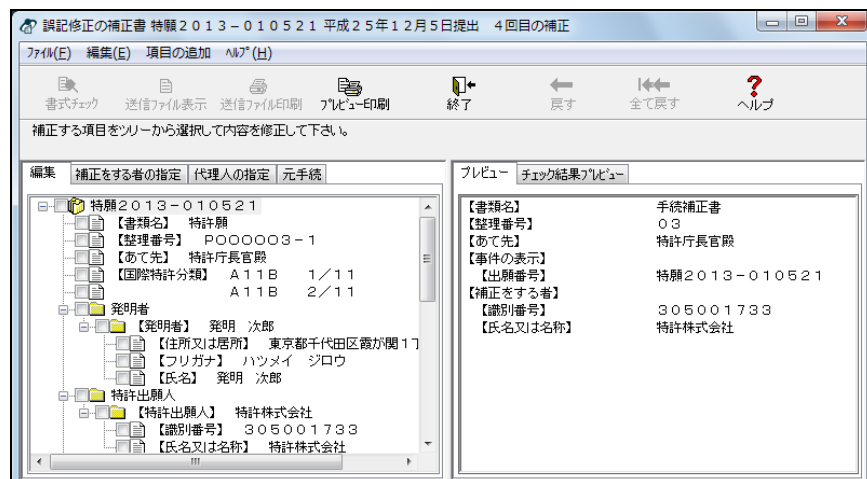 誤記修正の補正書 特願２０１３－０１０５２１ 平成２５年１２月５日提出 ４回目の補正
ﾌｧｲﾙ(F) 編集(E) 項目の追加 ﾍﾙﾌﾟ(H)
書式ﾁｪｯｸ 送信ﾌｧｲﾙ表示 送信ﾌｧｲﾙ印刷 ﾌﾟﾚﾋﾞｭｰ印刷 終了 戻す 全て戻す ヘルプ
補正する項目をツリーから選択して内容を修正して下さい。
編集 補正をする者の指定 代理人の指定 元手続
特願２０１３－０１０５２１
【書類名】 特許願
【整理番号】 Ｐ０００００３－１
【あて先】 特許庁長官殿
【国際特許分類】 Ａ１１Ｂ １／１１
Ａ１１Ｂ ２／１１
発明者
【発明者】 発明 次郎
【住所又は居所】 東京都千代田区霞が関１丁
【フリガナ】 ハツメイ ジロウ
【氏名】 発明 次郎
特許出願人
【特許出願人】 特許株式会社
【識別番号】 ３０５００１７３３
【氏名又は名称】 特許株式会社
プレビュー チェック結果ﾌﾟﾚﾋﾞｭｰ
【書類名】 手続補正書
【整理番号】 ０３
【あて先】 特許庁長官殿
【事件の表示】
【出願番号】 特願２０１３－０１０５２１
【補正をする者】
【識別番号】 ３０５００１７３３
【氏名又は名称】 特許株式会社